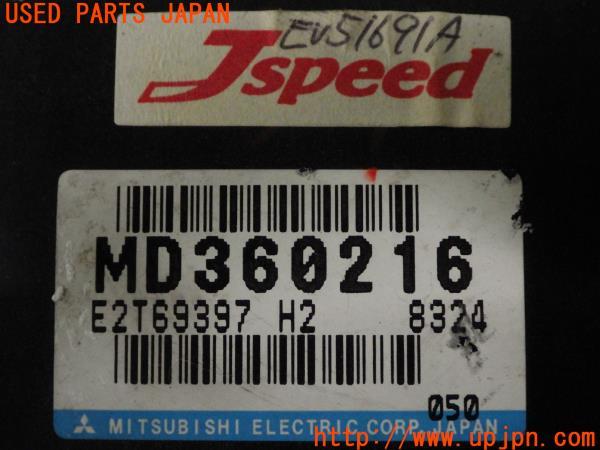 USED PARTS JAPAN
EV51691A
Jspeed
MD360216
E2T69397 H2 8324
050
MITSUBISHI ELECTRIC CORP. JAPAN
http://www.upjpn.com